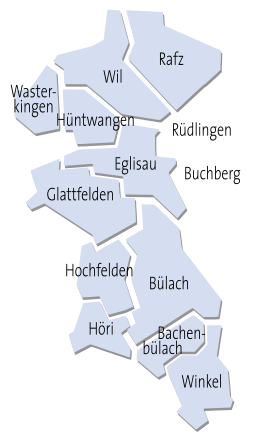 Rafz
Wil
Waster-
kingen
Hüntwangen
Rüdlingen
Eglisau
Buchberg
Glattfelden
Hochfelden
Bülach
Höri
Bachen-
bülach
Winkel